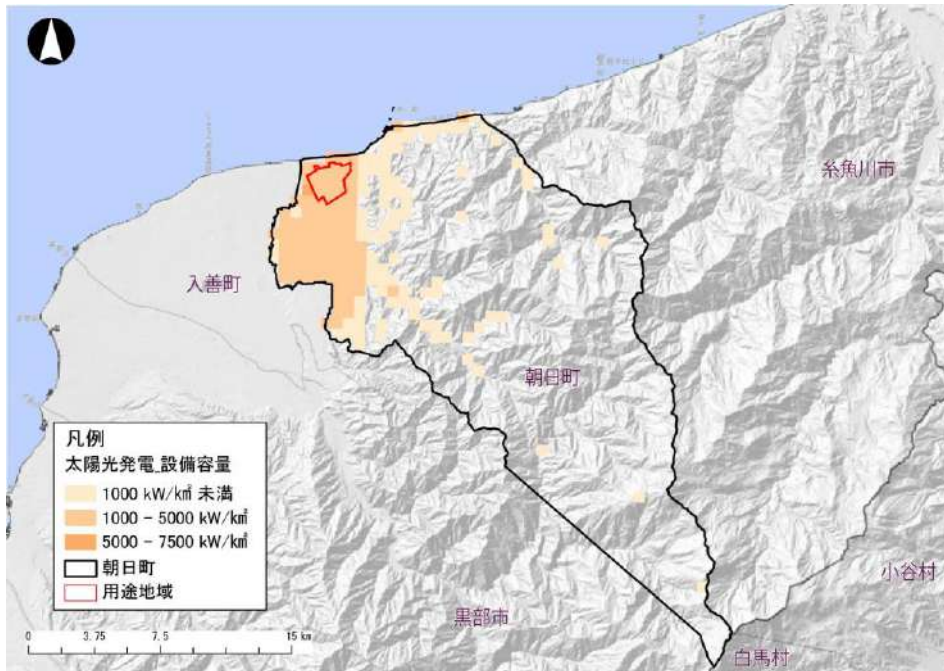 糸魚川市
入善町
朝日町
凡例
太陽光発電_設備容量
1000 kW/k㎡ 未満
1000 - 5000 kW/k㎡
5000 - 7500 kW/k㎡
朝日町
用途地域
小谷村
黒部市
0 3.75 7.5 15 km
白馬村